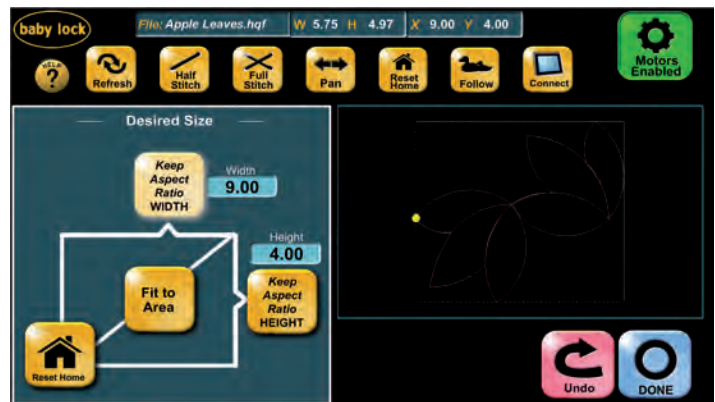 baby lock
File: Apple Leaves.hqf
W 5.75 H 4.97
X 9.00 Y 4.00
Motors
Enabled
HELP
?
Refresh
Half
Stitch
Full
Stitch
Pan
Reset
Home
Follow
Connect
Desired Size
Keep
Aspect
Ratio
WIDTH
Width
9.00
Height
4.00
Keep
Aspect
Ratio
HEIGHT
Fit to
Area
Reset Home
Undo
DONE